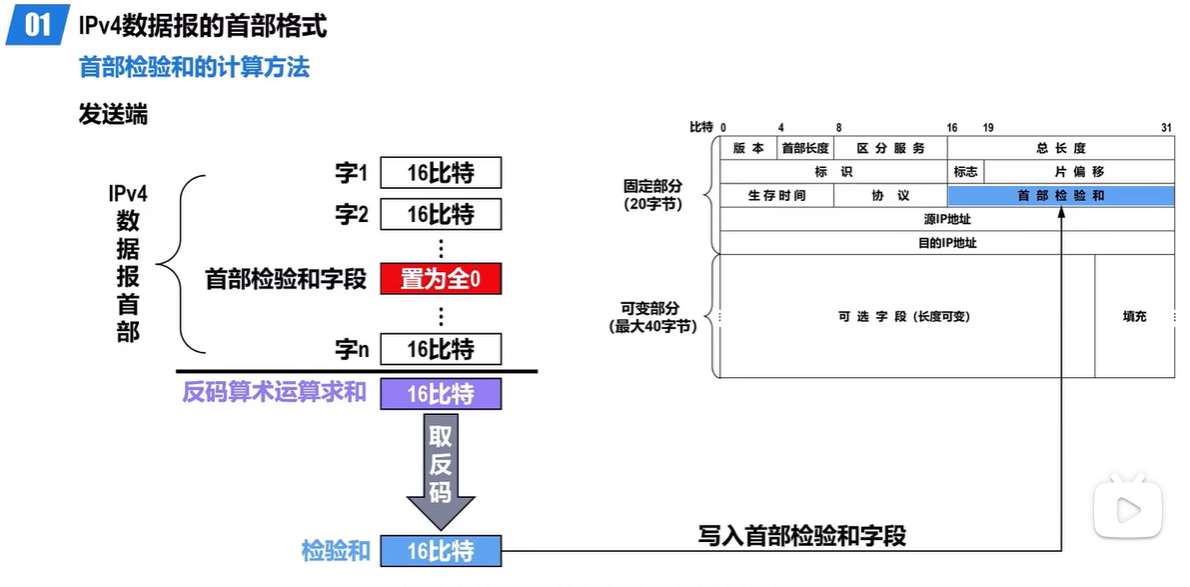 01 IPv4数据报的首部格式
首部检验和的计算方法
发送端
IPv4
数
据
报
首
部
字1 16比特
字2 16比特
⋮
首部检验和字段 置为全0
⋮
字n 16比特
反码算术运算求和 16比特
取
反
码
检验和 16比特
写入首部检验和字段
比特 0 4 8 16 19 31
固定部分
(20字节)
版本 首部长度 区分服务 总长度
标识 标志 片偏移
生存时间 协议 首部检验和
源IP地址
目的IP地址
可变部分
(最大40字节)
可选字段(长度可变) 填充